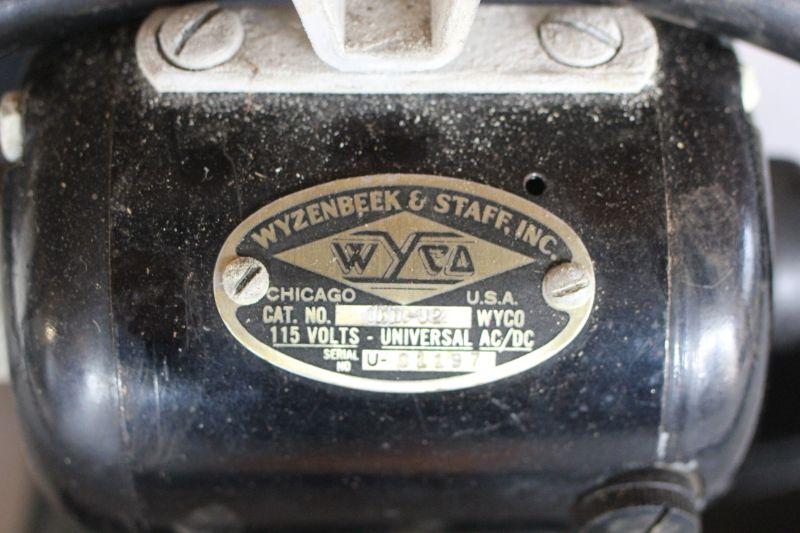 WYZENBEEK & STAFF, INC.
WYCO
CHICAGO U.S.A.
CAT. NO. WYCO
115 VOLTS - UNIVERSAL AC/DC
SERIAL NO U-